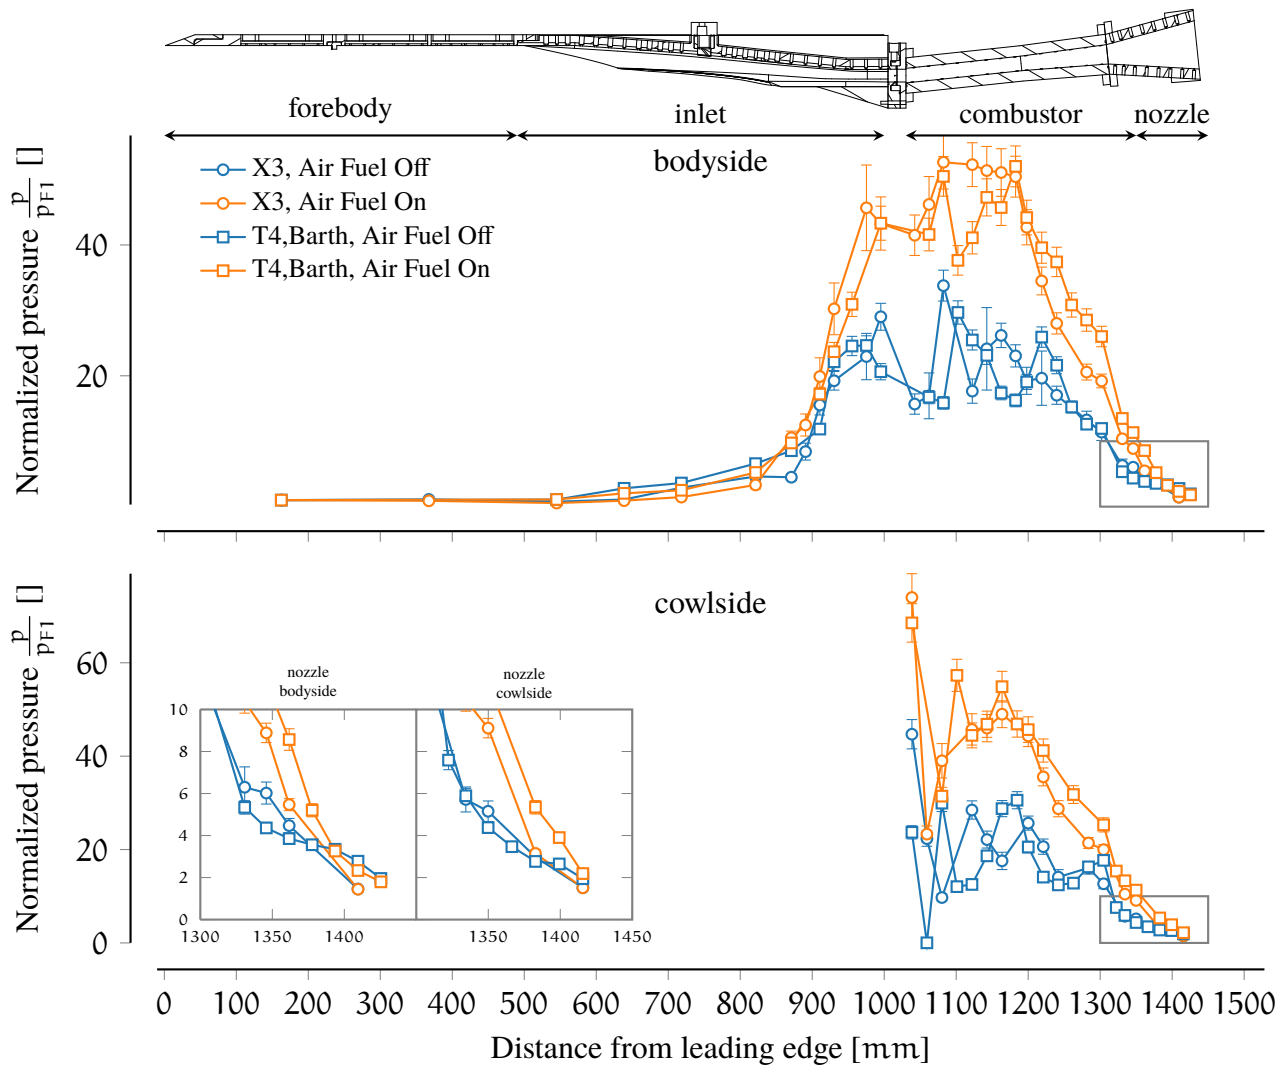 forebody
inlet
combustor
nozzle
bodyside
X3, Air Fuel Off
X3, Air Fuel On
T4,Barth, Air Fuel Off
T4,Barth, Air Fuel On
Normalized pressure p/pF1 []
40
20
cowlside
Normalized pressure p/pF1 []
60
40
20
0
nozzle
bodyside
nozzle
cowlside
10
8
6
4
2
0
1300 1350 1400 1350 1400 1450
0 100 200 300 400 500 600 700 800 900 1000 1100 1200 1300 1400 1500
Distance from leading edge [mm]